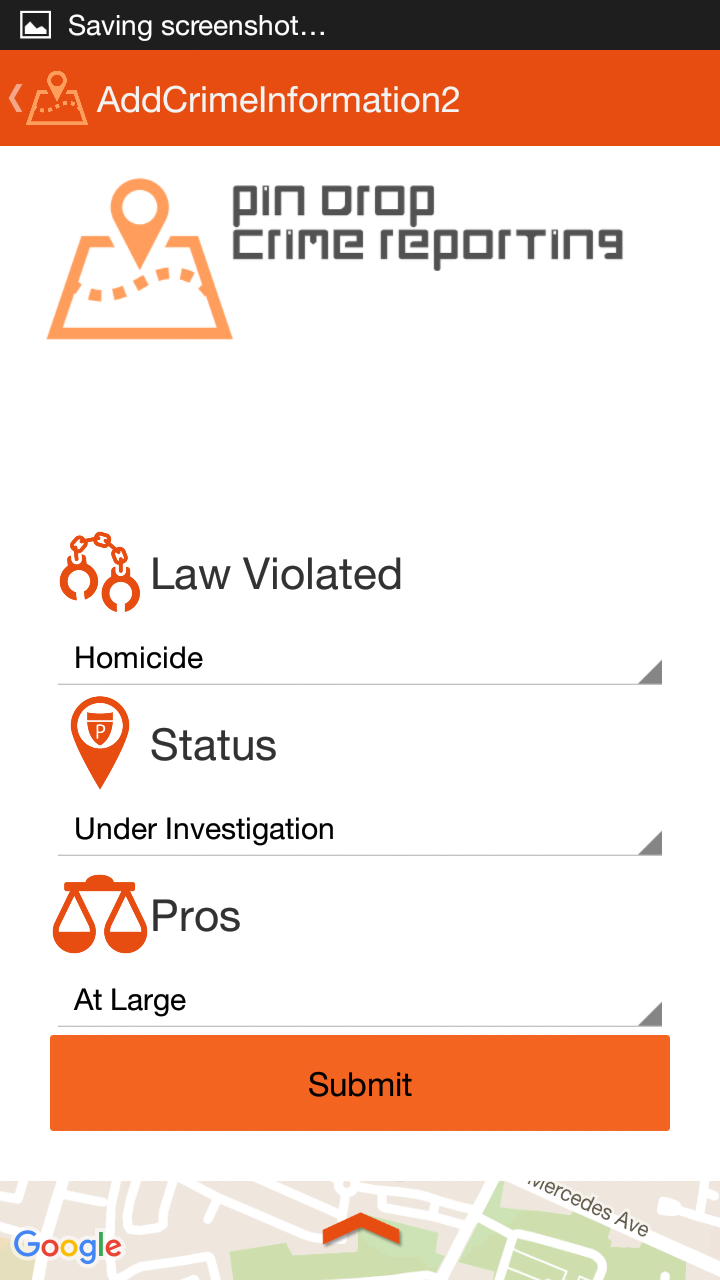 Saving screenshot...
AddCrimeInformation2
pin drop
crime reporting
Law Violated
Homicide
P
Status
Under Investigation
Pros
At Large
Submit
Mercedes Ave
Google